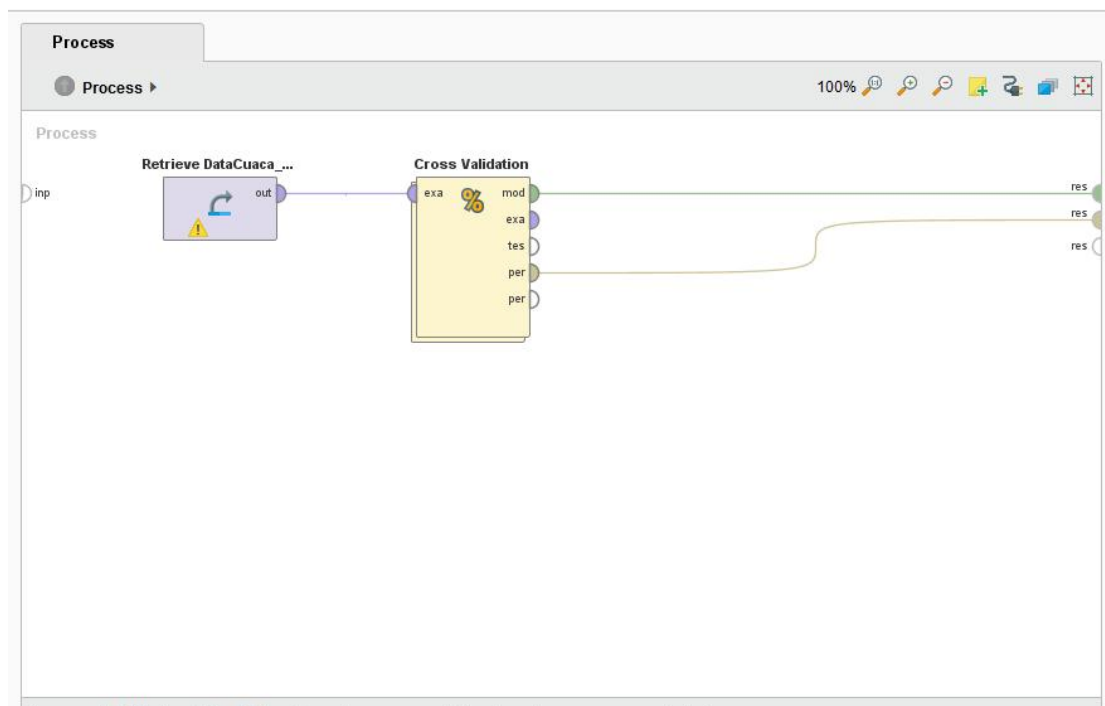 Process
Process
100%
Process
Retrieve DataCuaca_...
Cross Validation
inp
out
exa
mod
exa
tes
per
per
res
res
res